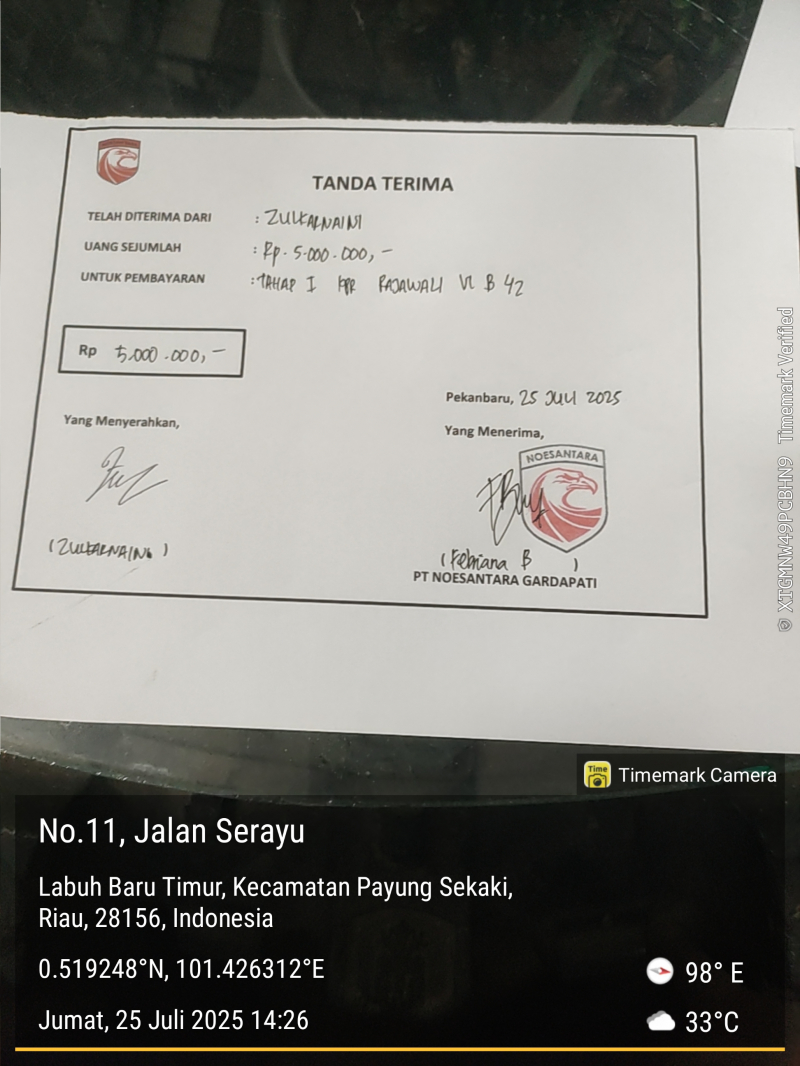 TANDA TERIMA
TELAH DITERIMA DARI : ZULKARNAINI
UANG SEJUMLAH : Rp. 5.000.000,-
UNTUK PEMBAYARAN : TAHAP I KPR RAJAWALI VI B 42
Rp 5.000.000,-
Pekanbaru, 25 JULI 2025
Yang Menyerahkan,
Yang Menerima,
NOESANTARA
(ZULKARNAINI)
(Febriana B)
PT NOESANTARA GARDAPATI
© XTGMNW49PCBHN9 Timemark Verified
Time
Timemark Camera
No.11, Jalan Serayu
Labuh Baru Timur, Kecamatan Payung Sekaki,
Riau, 28156, Indonesia
0.519248°N, 101.426312°E
98° E
Jumat, 25 Juli 2025 14:26
33°C